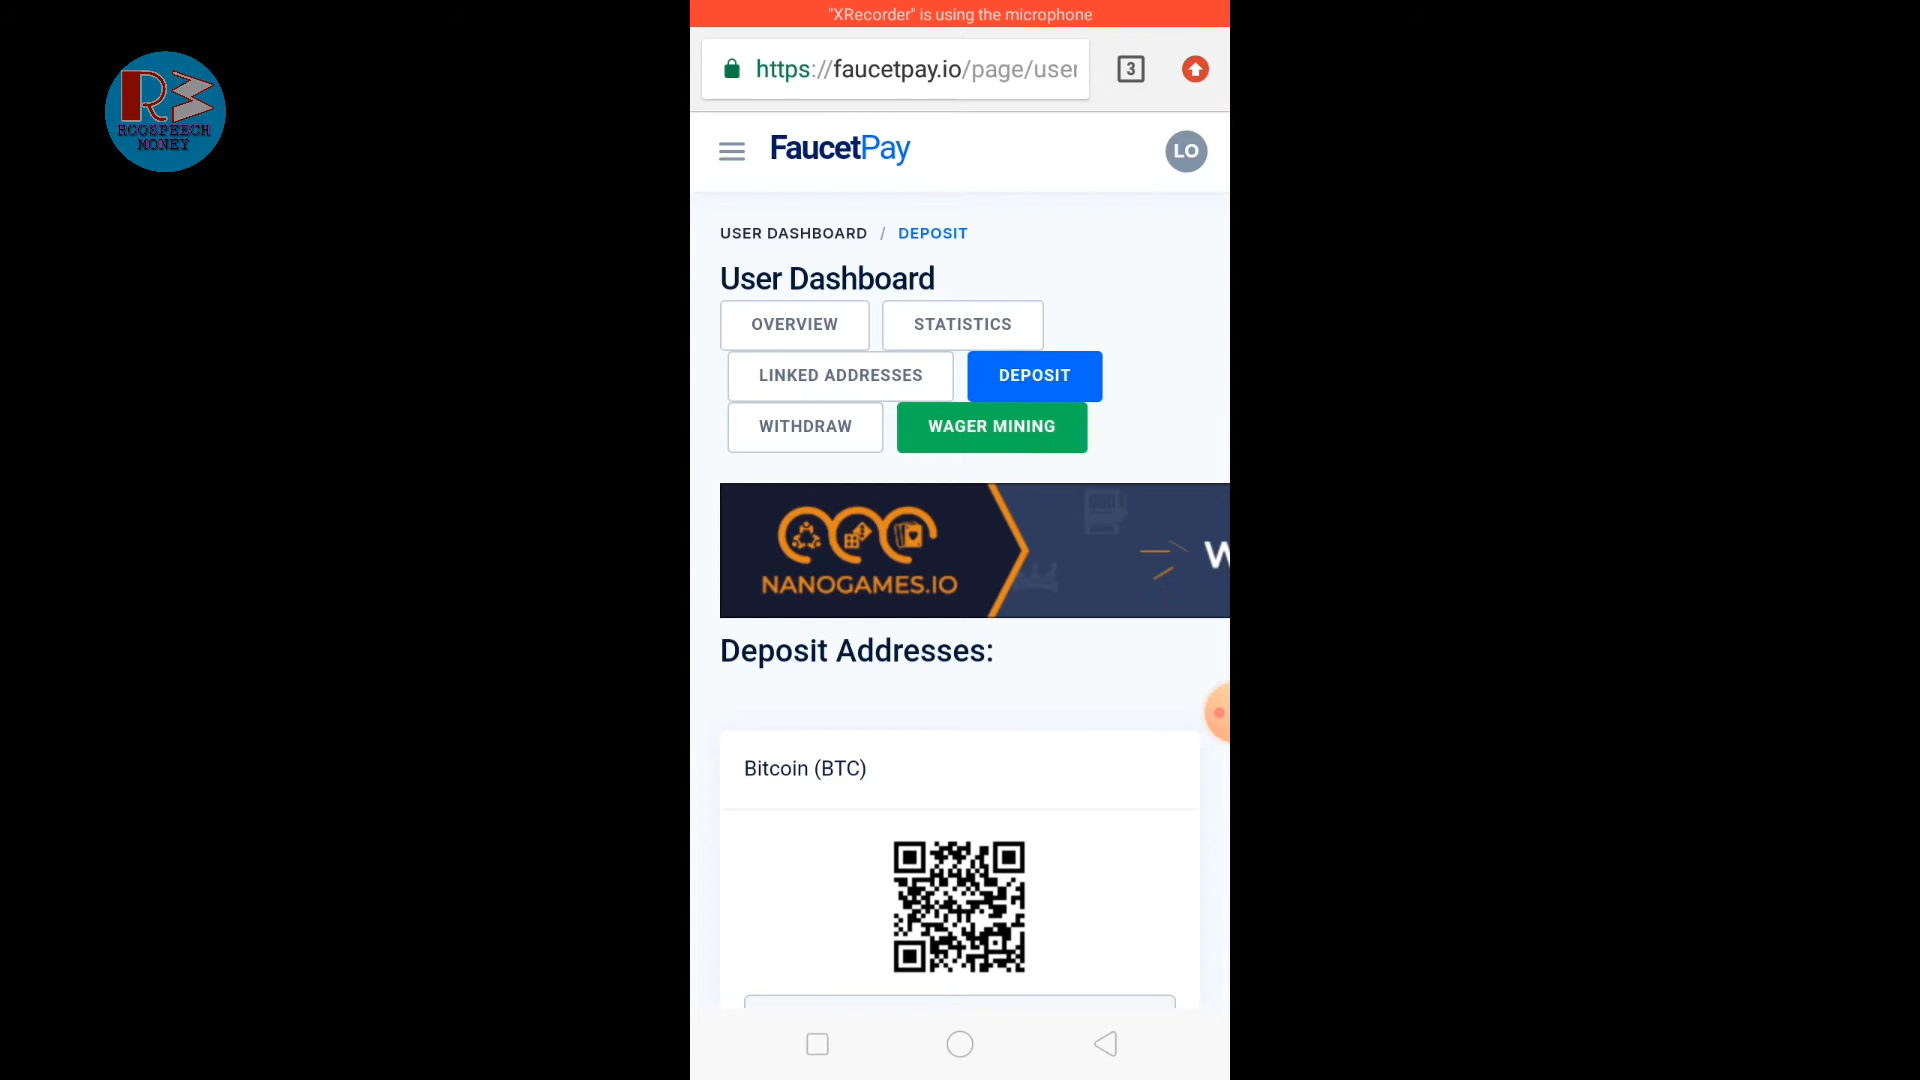 "XRecorder" is using the microphone
https://faucetpay.io/page/user
3
ROOSPEECH
MONEY
FaucetPay
LO
USER DASHBOARD / DEPOSIT
User Dashboard
OVERVIEW STATISTICS
LINKED ADDRESSES DEPOSIT
WITHDRAW WAGER MINING
NANOGAMES.IO
W
Deposit Addresses:
Bitcoin (BTC)